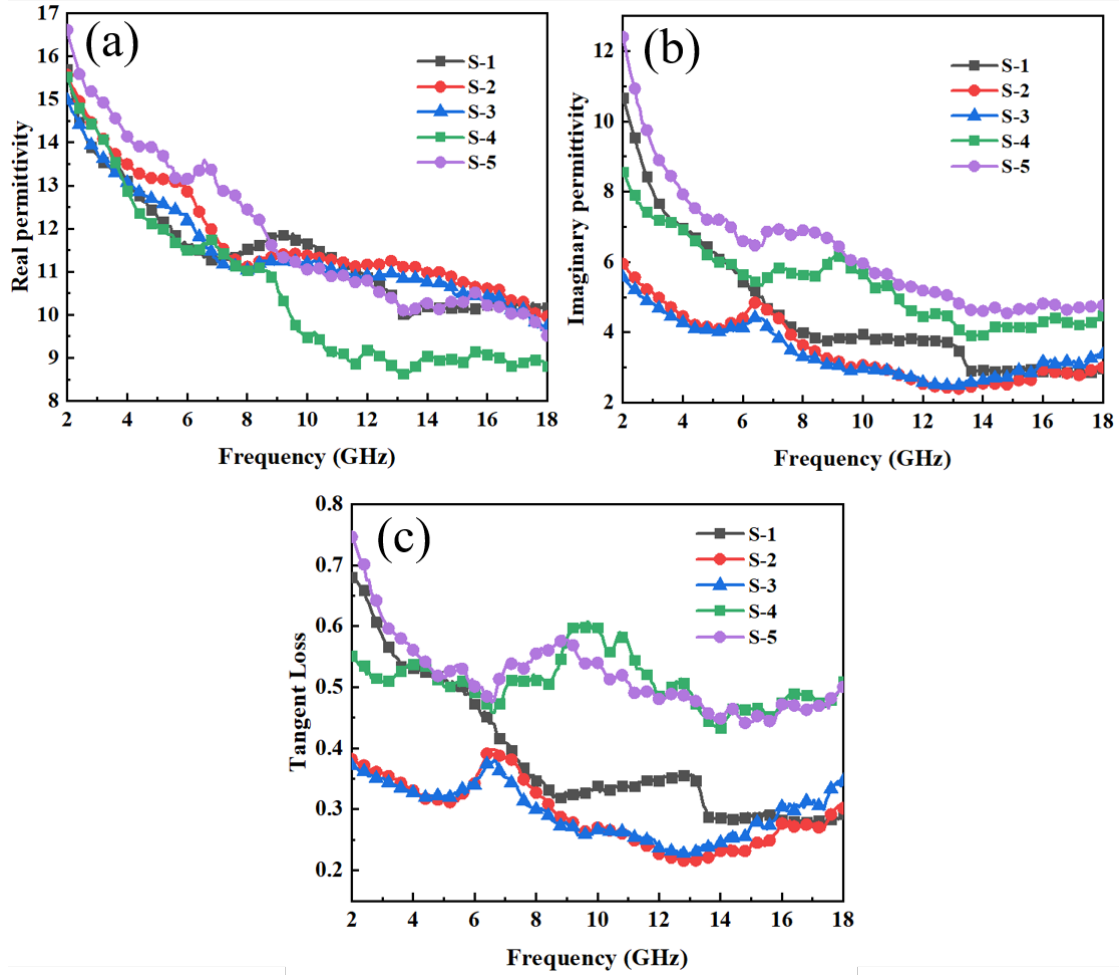 (a)
S-1
S-2
S-3
S-4
S-5
17
16
15
14
13
12
11
10
9
8
Real permittivity
2 4 6 8 10 12 14 16 18
Frequency (GHz)
(b)
S-1
S-2
S-3
S-4
S-5
12
10
8
6
4
2
Imaginary permittivity
2 4 6 8 10 12 14 16 18
Frequency (GHz)
(c)
S-1
S-2
S-3
S-4
S-5
0.8
0.7
0.6
0.5
0.4
0.3
0.2
Tangent Loss
2 4 6 8 10 12 14 16 18
Frequency (GHz)